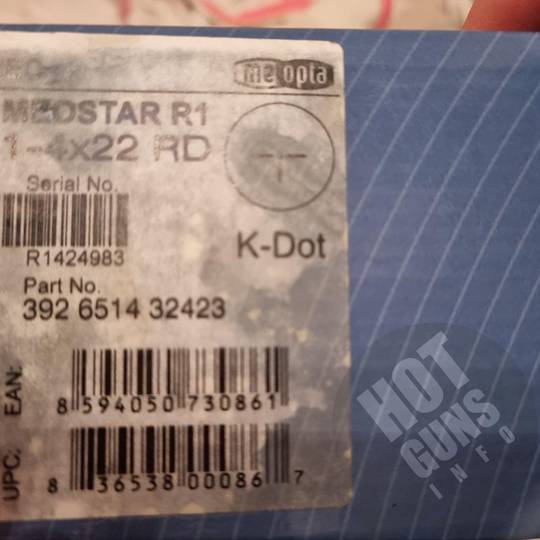 meopta
MEOSTAR R1
1-4x22 RD
Serial No.
R1424983
K-Dot
Part No.
392 6514 32423
EAN:
8 594050 730861
UPC:
8 36538 00086 7
HOT
GUNS
INFO